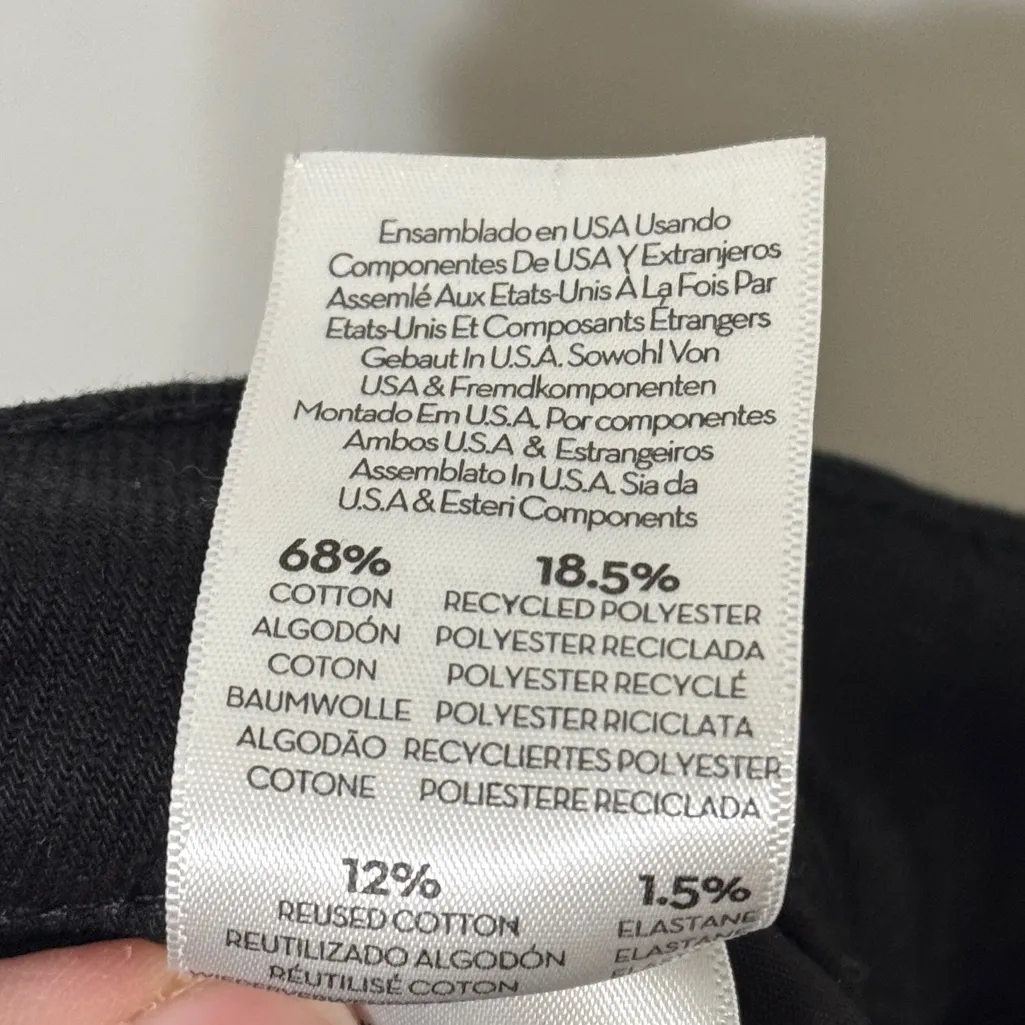 Ensamblado en USA Usando
Componentes De USA Y Extranjeros
Assemlé Aux Etats-Unis À La Fois Par
Etats-Unis Et Composants Étrangers
Gebaut In U.S.A. Sowohl Von
USA & Fremdkomponenten
Montado Em U.S.A. Por componentes
Ambos U.S.A & Estrangeiros
Assemblato In U.S.A. Sia da
U.S.A & Esteri Components
68%
COTTON
ALGODÓN
COTON
BAUMWOLLE
ALGODÃO
COTONE
18.5%
RECYCLED POLYESTER
POLYESTER RECICLADA
POLYESTER RECYCLÉ
POLYESTER RICICLATA
RECYCLIERTES POLYESTER
POLIESTERE RECICLADA
12%
REUSED COTTON
REUTILIZADO ALGODÓN
RÉUTILISÉ COTON
1.5%
ELASTANE
ELASTANE